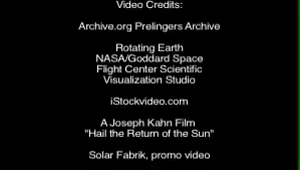 Video Credits:
Archive.org Prelingers Archive
Rotating Earth
NASA/Goddard Space
Flight Center Scientific
Visualization Studio
iStockvideo.com
A Joseph Kahn Film
"Hail the Return of the Sun"
Solar Fabrik, promo video